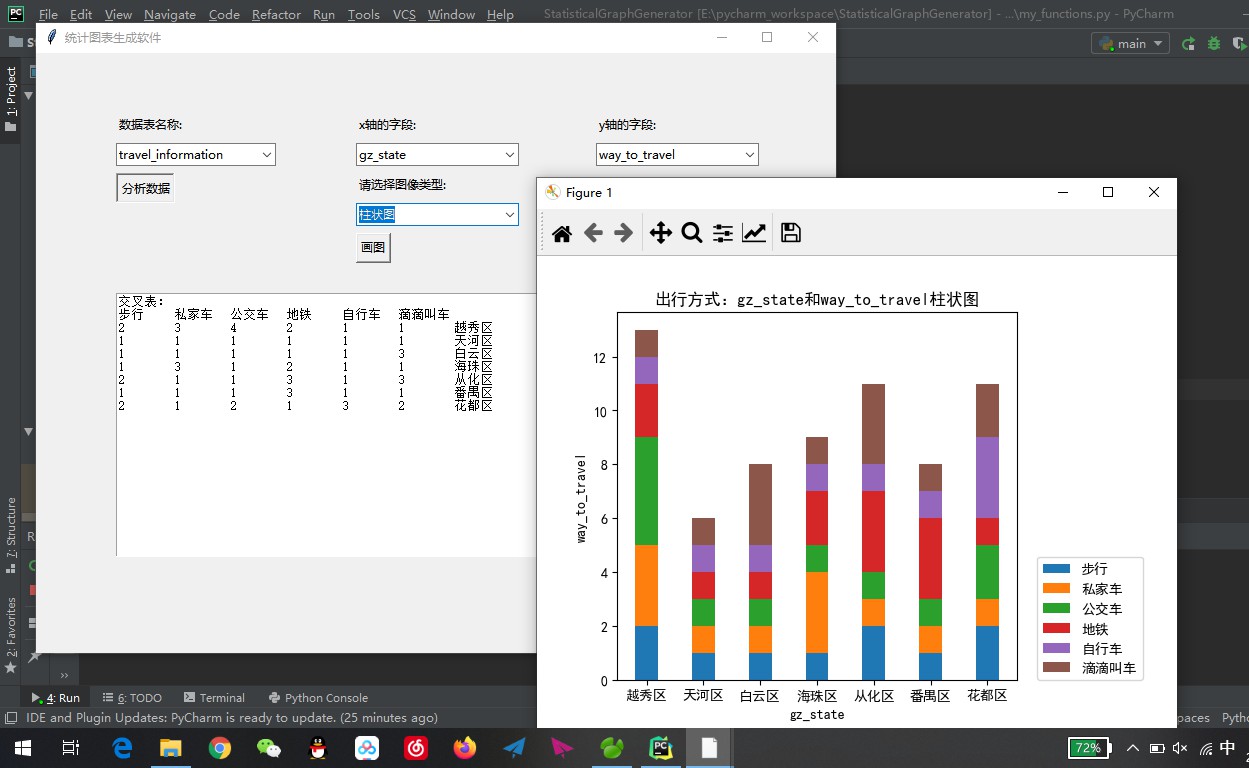 File Edit View Navigate Code Refactor Run Tools VCS Window Help StatisticalGraphGenerator [E:\pycharm_workspace\StatisticalGraphGenerator] - ...\my_functions.py - PyCharm
统计图表生成软件
main
1: Project
数据表名称: x轴的字段: y轴的字段:
travel_information gz_state way_to_travel
分析数据 请选择图像类型:
柱状图
画图
交叉表:
步行 私家车 公交车 地铁 自行车 滴滴叫车
2 3 4 2 1 1 越秀区
1 1 1 1 1 1 天河区
1 1 1 1 1 3 白云区
1 3 1 2 1 1 海珠区
2 1 1 3 1 3 从化区
1 1 1 3 1 1 番禺区
2 1 2 1 3 2 花都区
Figure 1
出行方式: gz_state和way_to_travel柱状图
way_to_travel
12
10
8
6
4
2
0
越秀区 天河区 白云区 海珠区 从化区 番禺区 花都区
gz_state
步行
私家车
公交车
地铁
自行车
滴滴叫车
7: Structure
2: Favorites
4: Run 6: TODO Terminal Python Console
IDE and Plugin Updates: PyCharm is ready to update. (25 minutes ago)
paces
72%
中